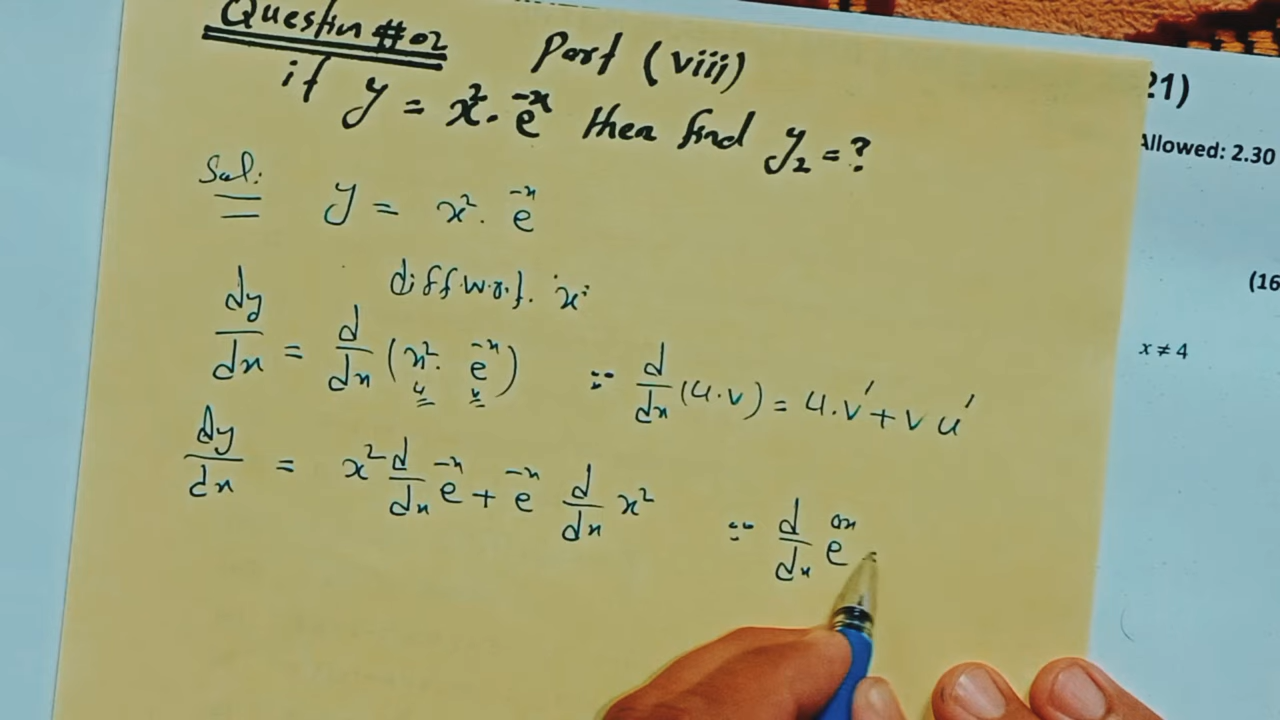 Questin #02 Part (viii)
if y = x². e⁻ˣ then find y₂ = ?
Sol: y = x². e⁻ˣ
diff w.r.t. 'x'
dy/dx = d/dx (x². e⁻ˣ) ∵ d/dx (u.v) = u.v' + v u'
u v
dy/dx = x² d/dx e⁻ˣ + e⁻ˣ d/dx x² ∵ d/dx eᵃˣ
21)
Allowed: 2.30
(16
x ≠ 4